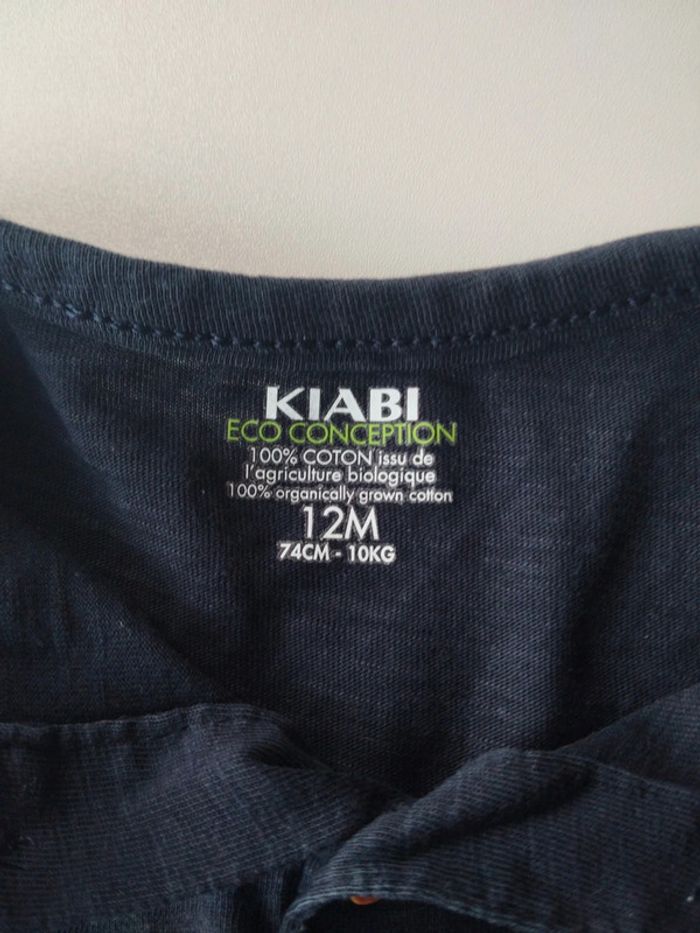 KIABI
ECO CONCEPTION
100% COTON issu de
l'agriculture biologique
100% organically grown cotton
12M
74CM - 10KG